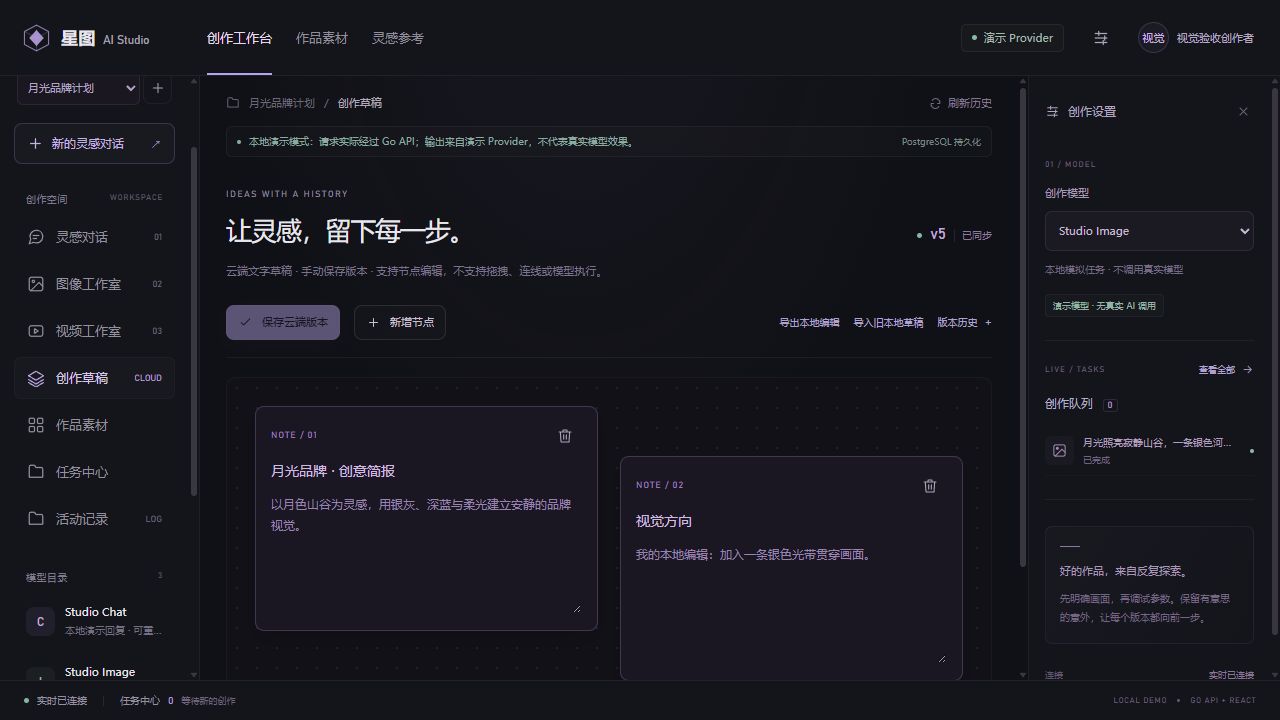 星图 AI Studio
创作工作台
作品素材
灵感参考
演示 Provider
视觉
视觉验收创作者
月光品牌计划
新的灵感对话
创作空间 WORKSPACE
灵感对话 01
图像工作室 02
视频工作室 03
创作草稿 CLOUD
作品素材
任务中心
活动记录 LOG
模型目录 3
C
Studio Chat
本地演示回复 · 可重...
Studio Image
月光品牌计划 / 创作草稿
刷新历史
本地演示模式：请求实际经过 Go API；输出来自演示 Provider，不代表真实模型效果。
PostgreSQL 持久化
IDEAS WITH A HISTORY
让灵感，留下每一步。
v5 已同步
云端文字草稿 · 手动保存版本 · 支持节点编辑，不支持拖拽、连线或模型执行。
保存云端版本
新增节点
导出本地编辑
导入旧本地草稿
版本历史 +
NOTE / 01
月光品牌 · 创意简报
以月色山谷为灵感，用银灰、深蓝与柔光建立安静的品牌
视觉。
NOTE / 02
视觉方向
我的本地编辑：加入一条银色光带贯穿画面。
创作设置
01 / MODEL
创作模型
Studio Image
本地模拟任务 · 不调用真实模型
演示模型 · 无真实 AI 调用
LIVE / TASKS
查看全部
创作队列 0
月光照亮寂静山谷，一条银色河...
已完成
好的作品，来自反复探索。
先明确画面，再调试参数。保留有意思
的意外，让每个版本都向前一步。
连接 实时已连接
实时已连接
任务中心 0 等待新的创作
LOCAL DEMO • GO API + REACT